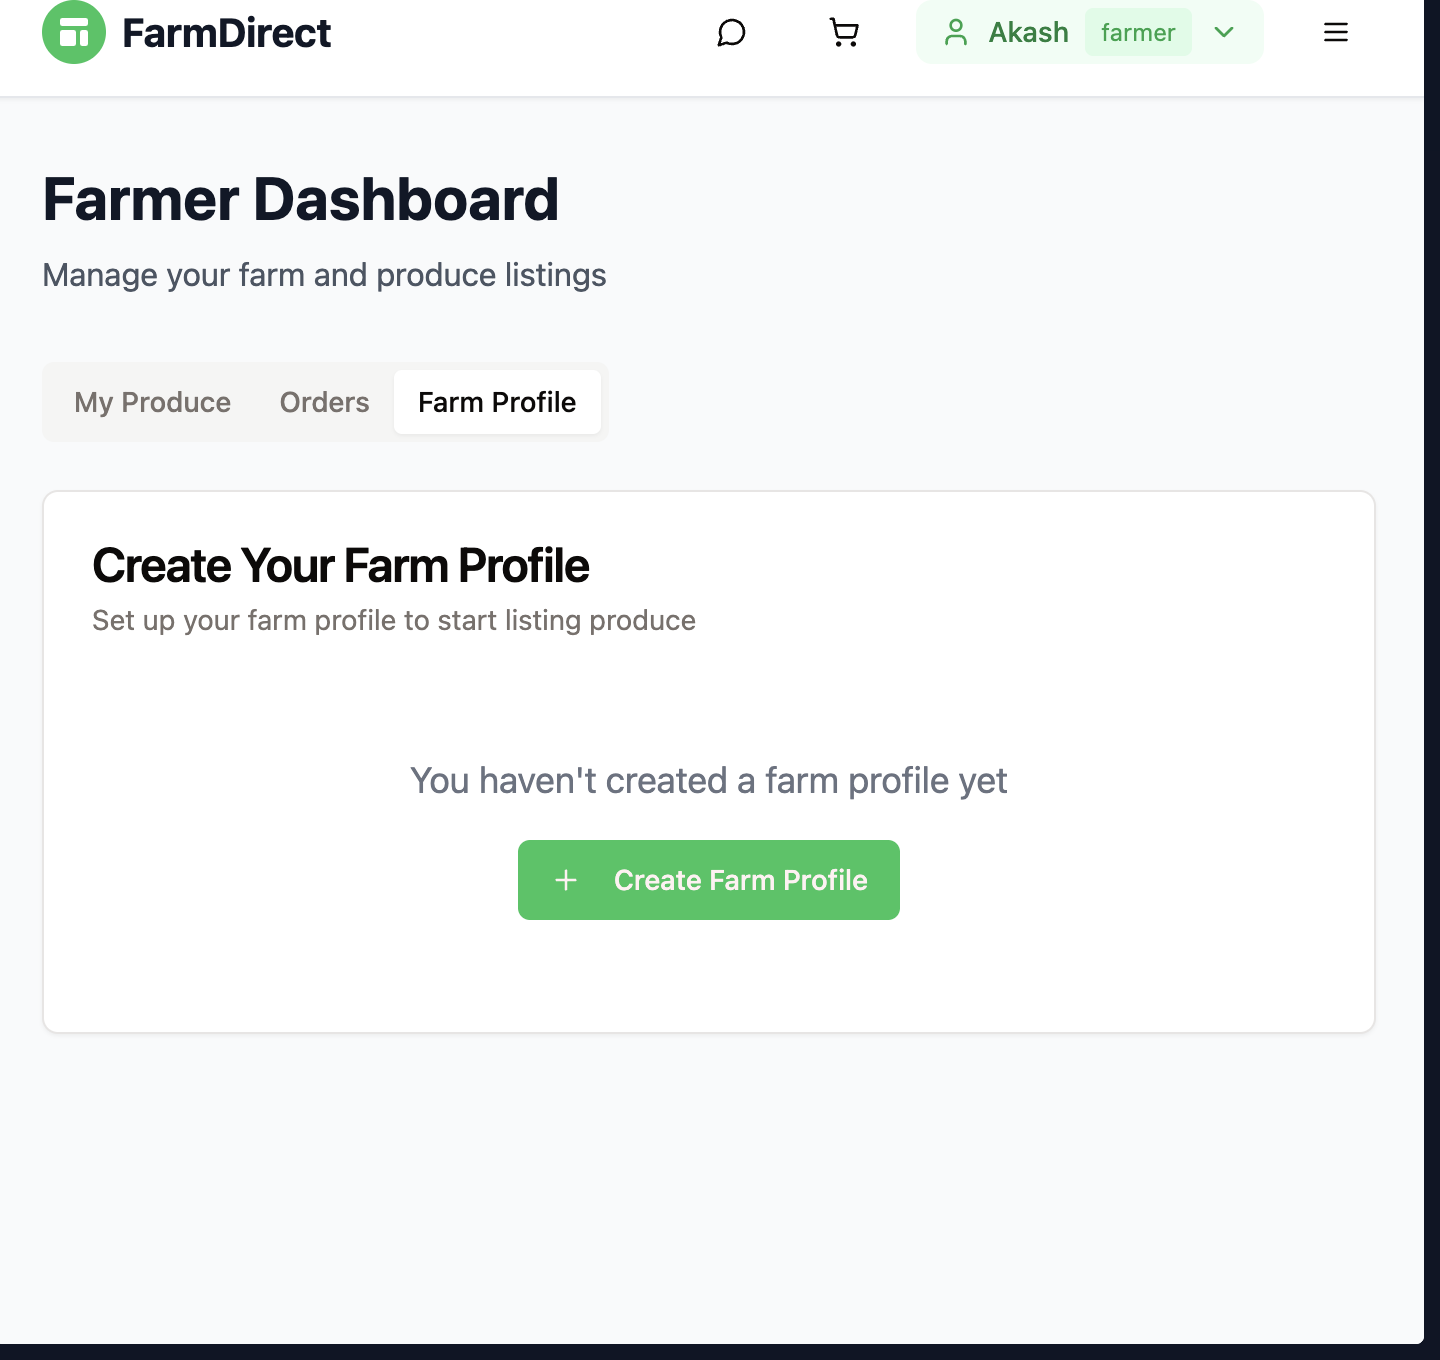 FarmDirect
Akash farmer
Farmer Dashboard
Manage your farm and produce listings
My Produce Orders Farm Profile
Create Your Farm Profile
Set up your farm profile to start listing produce
You haven't created a farm profile yet
Create Farm Profile